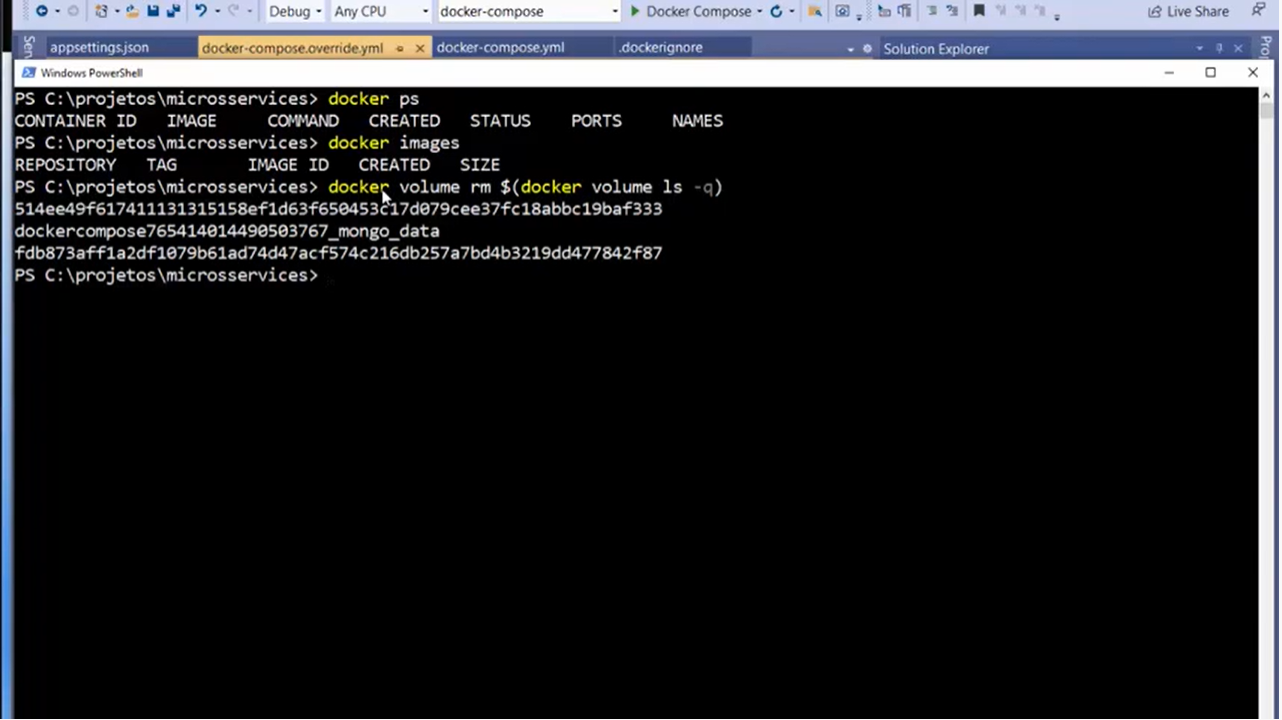 Debug Any CPU docker-compose Docker Compose Live Share
appsettings.json docker-compose.override.yml docker-compose.yml .dockerignore Solution Explorer
Windows PowerShell
PS C:\projetos\microsservices> docker ps
CONTAINER ID IMAGE COMMAND CREATED STATUS PORTS NAMES
PS C:\projetos\microsservices> docker images
REPOSITORY TAG IMAGE ID CREATED SIZE
PS C:\projetos\microsservices> docker volume rm $(docker volume ls -q)
514ee49f617411131315158ef1d63f650453c17d079cee37fc18abbc19baf333
dockercompose765414014490503767_mongo_data
fdb873aff1a2df1079b61ad74d47acf574c216db257a7bd4b3219dd477842f87
PS C:\projetos\microsservices>